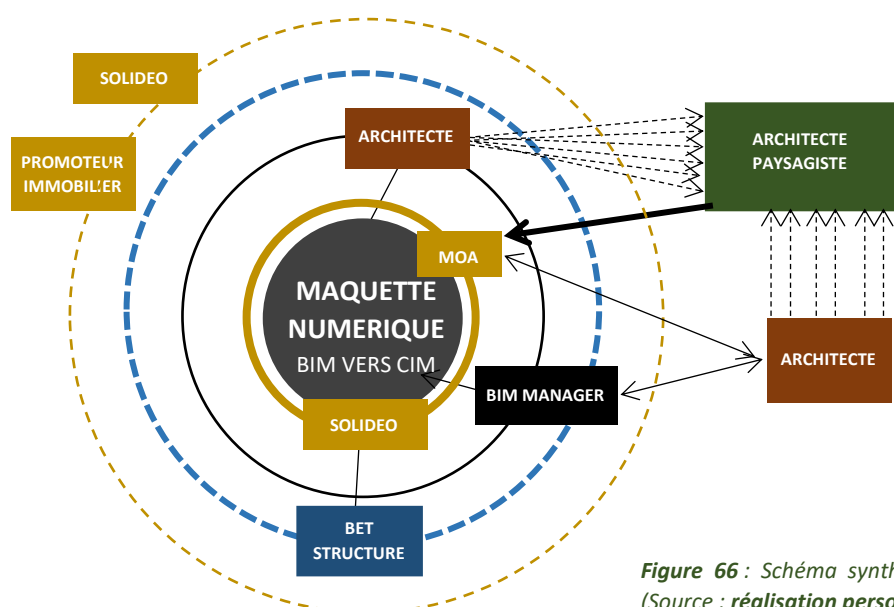 SOLIDEO
ARCHITECTE
PROMOTEUR
IMMOBILIER
ARCHITECTE
PAYSAGISTE
MOA
MAQUETTE
NUMERIQUE
BIM VERS CIM
ARCHITECTE
BIM MANAGER
SOLIDEO
BET
STRUCTURE
Figure 66 : Schéma synth
(Source : réalisation perso